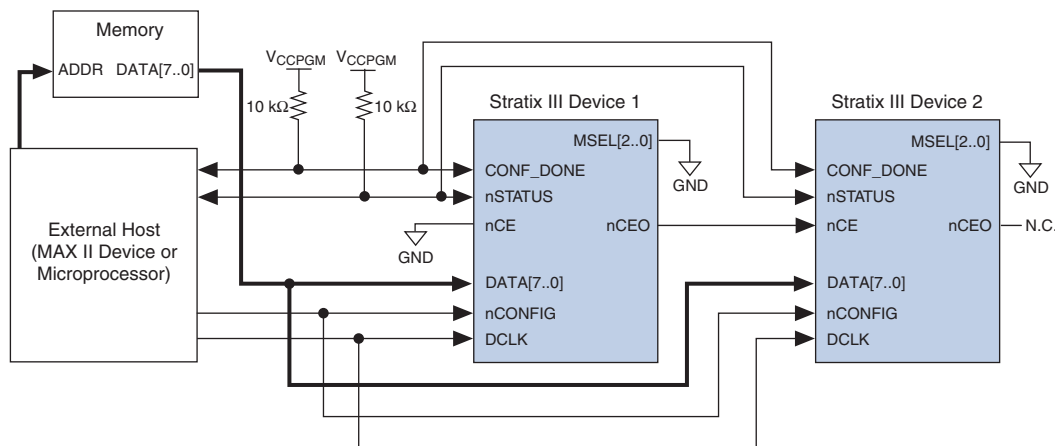 Memory
ADDR DATA[7..0]
VCCPGM VCCPGM
10 kΩ 10 kΩ
Stratix III Device 1
MSEL[2..0]
GND
CONF_DONE
nSTATUS
nCE nCEO
GND
DATA[7..0]
nCONFIG
DCLK
Stratix III Device 2
MSEL[2..0]
GND
CONF_DONE
nSTATUS
nCE nCEO N.C.
DATA[7..0]
nCONFIG
DCLK
External Host
(MAX II Device or
Microprocessor)